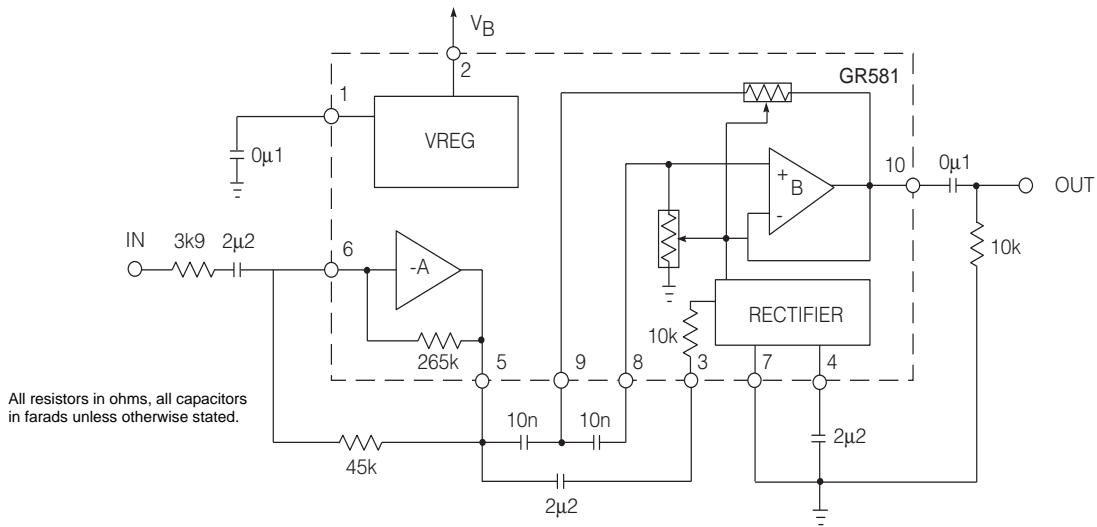 V_B
2
GR581
1
VREG
0µ1
+
B
-
10
0µ1
OUT
IN
3k9
2µ2
6
-A
10k
RECTIFIER
10k
265k
5
9
8
3
7
4
All resistors in ohms, all capacitors
in farads unless otherwise stated.
10n
10n
2µ2
45k
2µ2